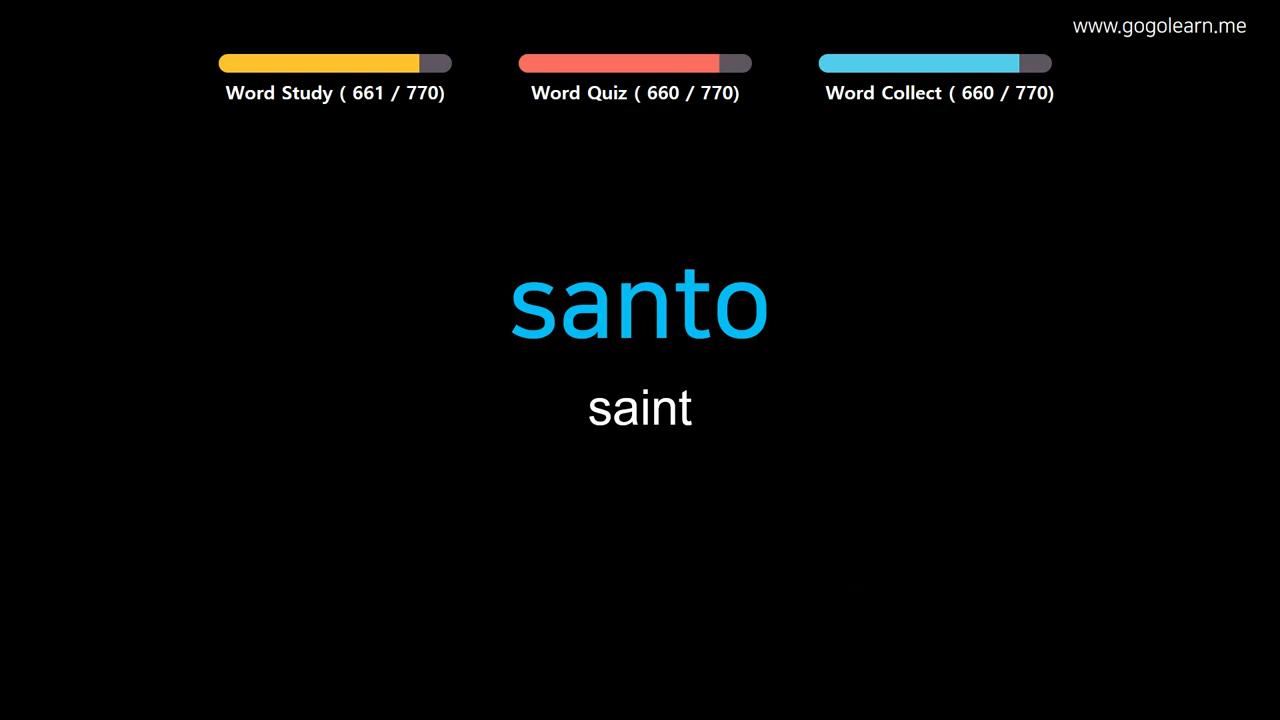 www.gogolearn.me
Word Study ( 661 / 770)
Word Quiz ( 660 / 770)
Word Collect ( 660 / 770)
santo
saint